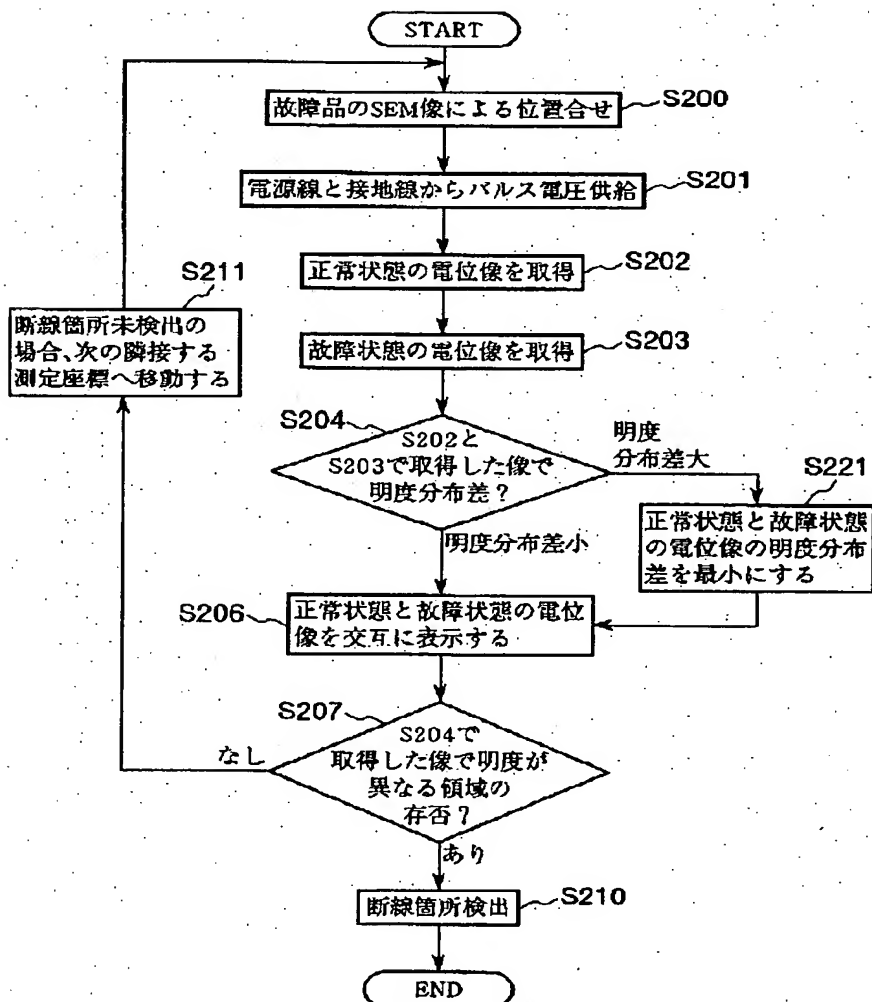 START
故障品のSEM像による位置合せ
S200
電源線と接地線からパルス電圧供給
S201
正常状態の電位像を取得
S202
故障状態の電位像を取得
S203
S211
断線箇所未検出の
場合、次の隣接する
測定座標へ移動する
S204
S202と
S203で取得した像で
明度分布差?
明度
分布差大
S221
正常状態と故障状態
の電位像の明度分布
差を最小にする
明度分布差小
S206
正常状態と故障状態の電位
像を交互に表示する
S207
S204で
取得した像で明度が
異なる領域の
存否?
なし
あり
断線箇所検出
S210
END